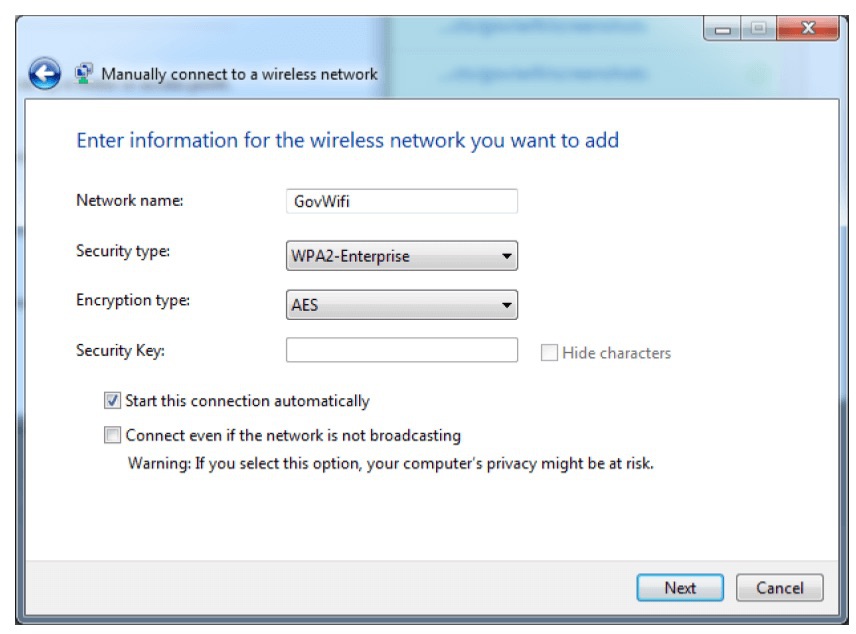 Manually connect to a wireless network
Enter information for the wireless network you want to add
Network name: GovWifi
Security type: WPA2-Enterprise
Encryption type: AES
Security Key: Hide characters
Start this connection automatically
Connect even if the network is not broadcasting
Warning: If you select this option, your computer's privacy might be at risk.
Next Cancel